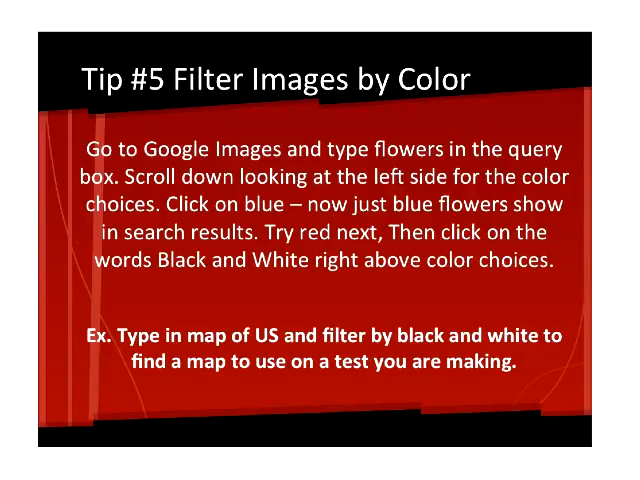 Tip #5 Filter Images by Color
Go to Google Images and type flowers in the query
box. Scroll down looking at the left side for the color
choices. Click on blue – now just blue flowers show
in search results. Try red next, Then click on the
words Black and White right above color choices.
Ex. Type in map of US and filter by black and white to
find a map to use on a test you are making.